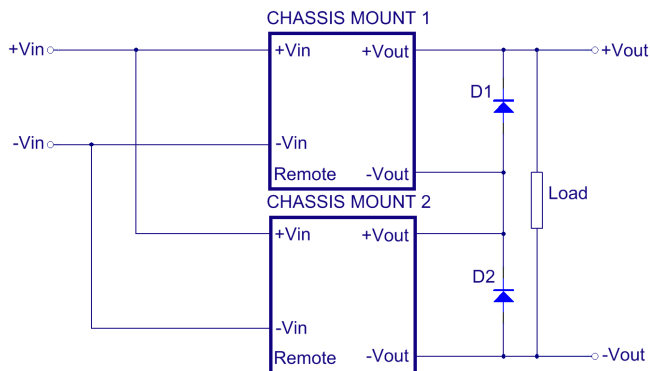 CHASSIS MOUNT 1
+Vin
+Vin
+Vout
+Vout
D1
-Vin
-Vin
Remote
-Vout
Load
CHASSIS MOUNT 2
+Vin
+Vout
D2
-Vin
Remote
-Vout
-Vout